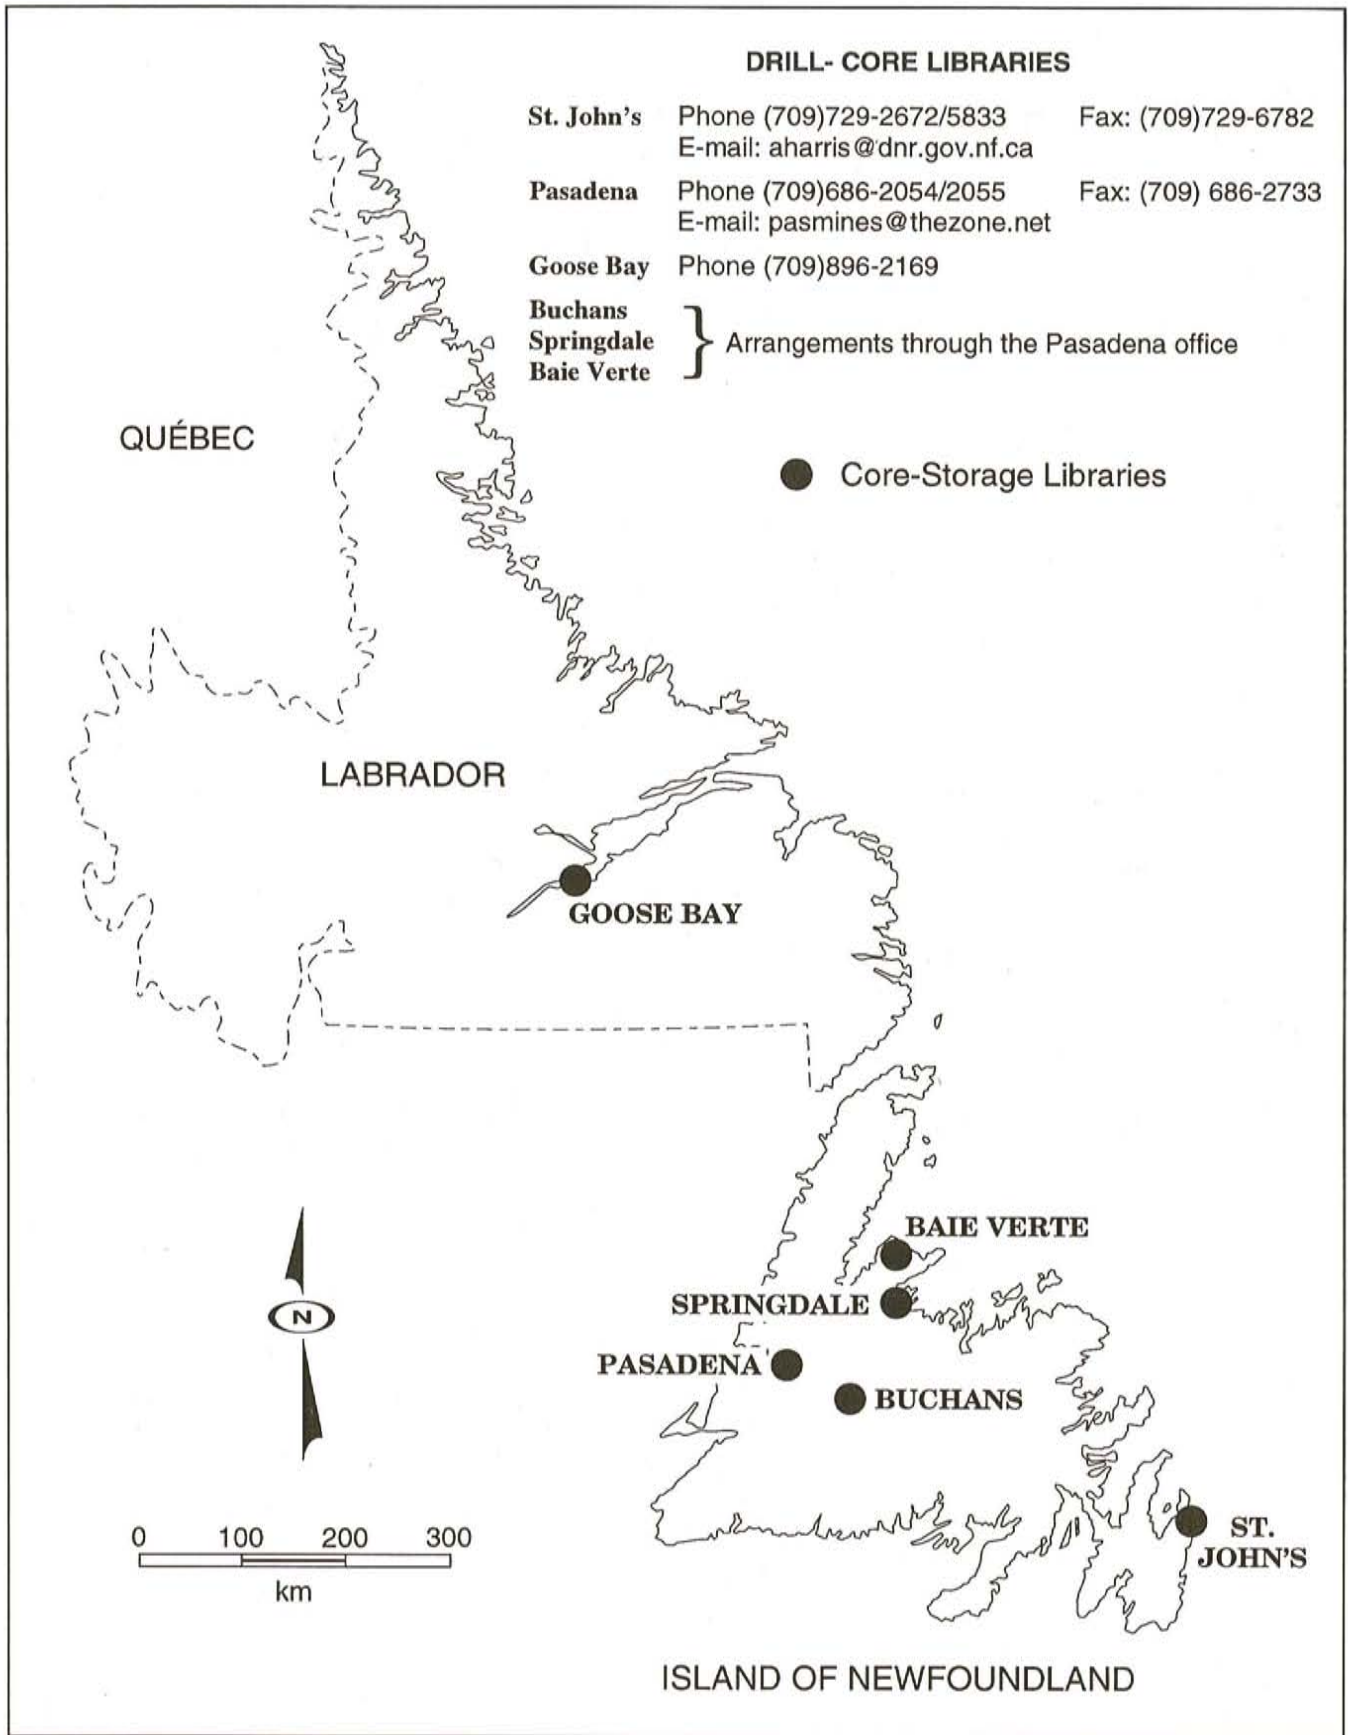 DRILL- CORE LIBRARIES
St. John's Phone (709)729-2672/5833 Fax: (709)729-6782
E-mail: aharris@dnr.gov.nf.ca
Pasadena Phone (709)686-2054/2055 Fax: (709) 686-2733
E-mail: pasmines@thezone.net
Goose Bay Phone (709)896-2169
Buchans
Springdale } Arrangements through the Pasadena office
Baie Verte
QUÉBEC
Core-Storage Libraries
LABRADOR
GOOSE BAY
BAIE VERTE
SPRINGDALE
PASADENA
BUCHANS
N
0 100 200 300
km
ST.
JOHN'S
ISLAND OF NEWFOUNDLAND